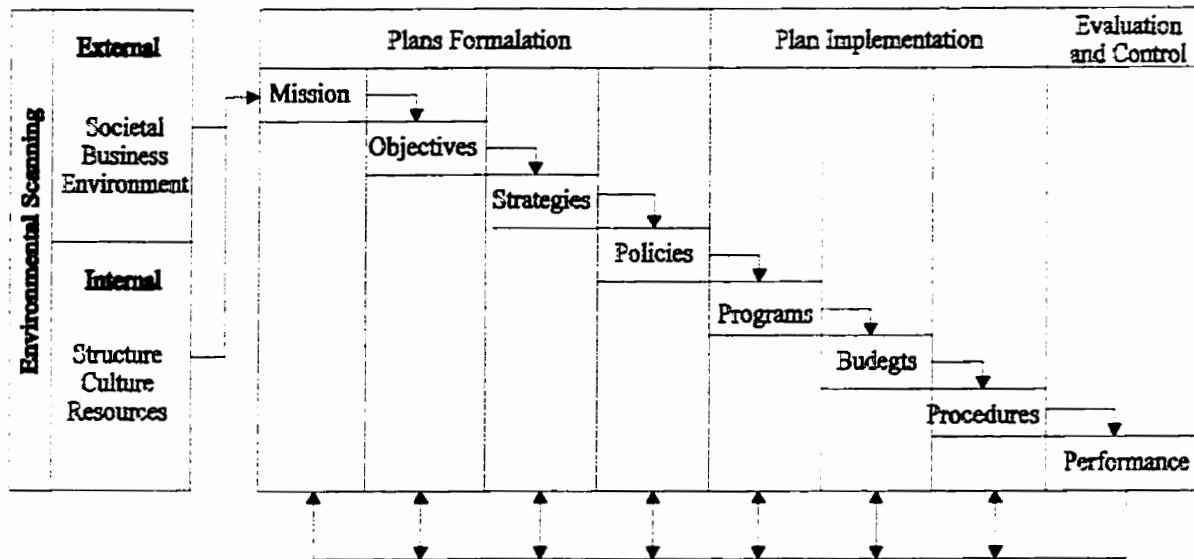 Environmental Scanning
External
Societal
Business
Environment
Internal
Structure
Culture
Resources
Plans Formalation
Plan Implementation
Evaluation
and Control
Mission
Objectives
Strategies
Policies
Programs
Budegts
Procedures
Performance